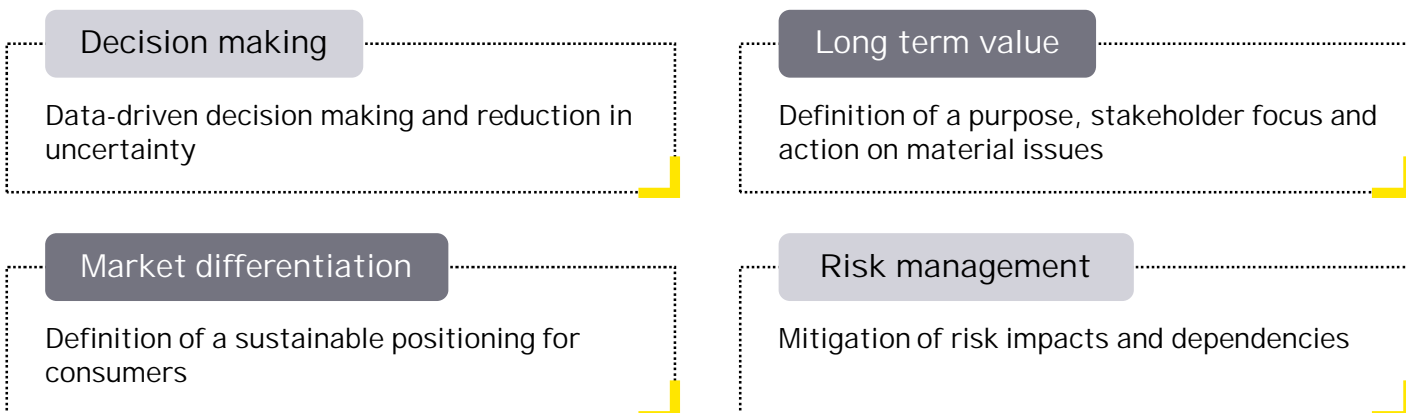 Decision making
Data-driven decision making and reduction in
uncertainty
Long term value
Definition of a purpose, stakeholder focus and
action on material issues
Market differentiation
Definition of a sustainable positioning for
consumers
Risk management
Mitigation of risk impacts and dependencies